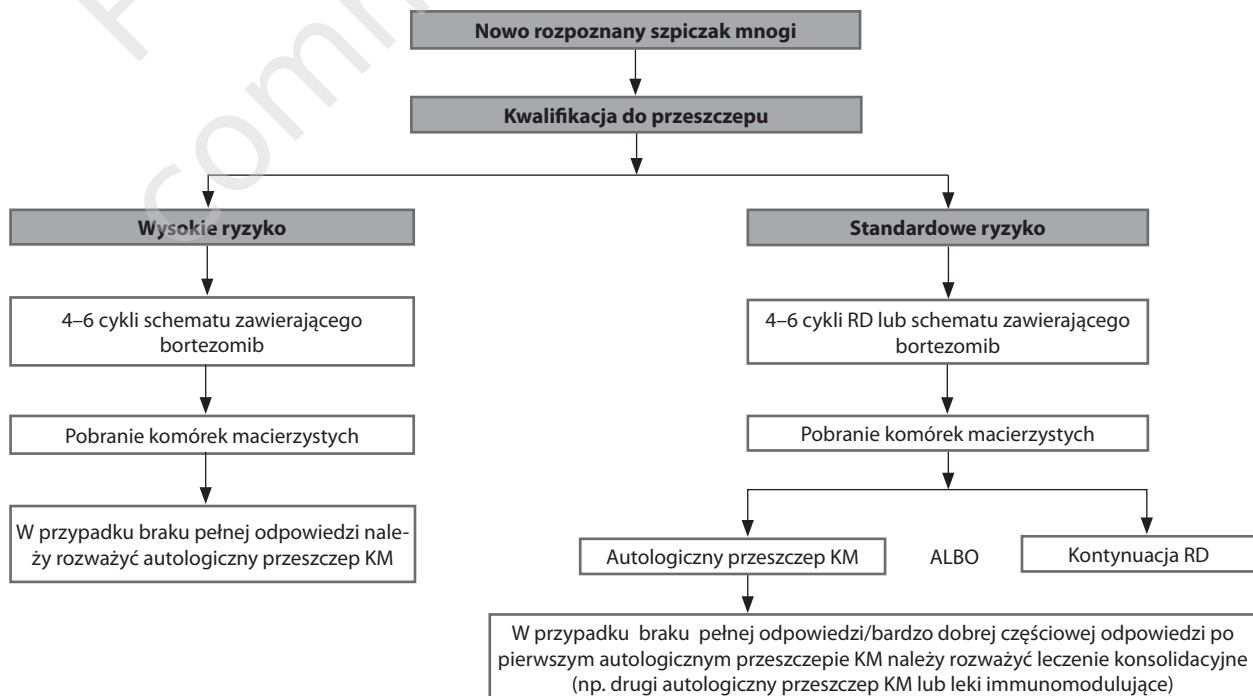 Nowo rozpoznany szpiczak mnogi
Kwalifikacja do przeszczepu
Wysokie ryzyko
Standardowe ryzyko
4–6 cykli schematu zawierającego
bortezomib
4–6 cykli RD lub schematu zawierającego
bortezomib
Pobranie komórek macierzystych
Pobranie komórek macierzystych
W przypadku braku pełnej odpowiedzi nale-
ży rozważyć autologiczny przeszczep KM
Autologiczny przeszczep KM
ALBO
Kontynuacja RD
W przypadku braku pełnej odpowiedzi/bardzo dobrej częściowej odpowiedzi po
pierwszym autologicznym przeszczepie KM należy rozważyć leczenie konsolidacyjne
(np. drugi autologiczny przeszczep KM lub leki immunomodulujące)